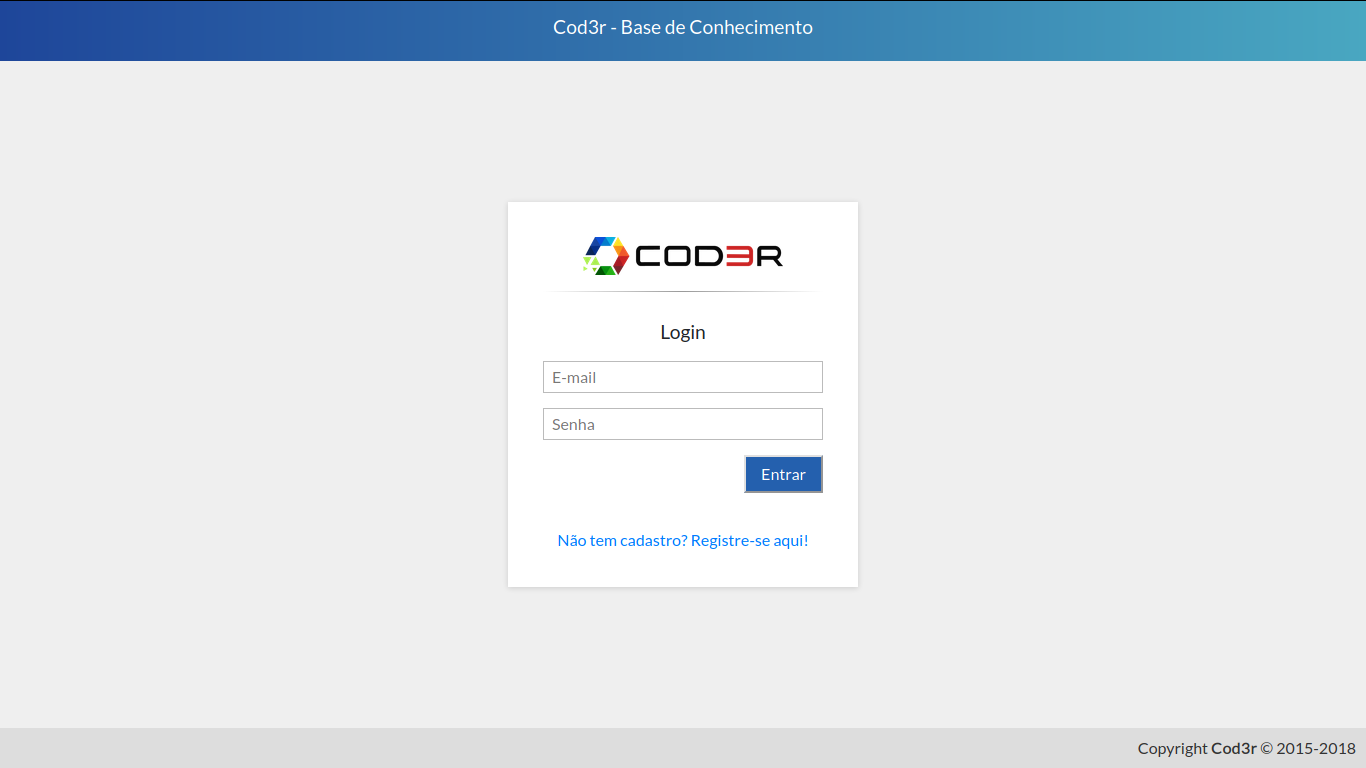 Cod3r - Base de Conhecimento
COD3R
Login
E-mail
Senha
Entrar
Não tem cadastro? Registre-se aqui!
Copyright Cod3r © 2015-2018